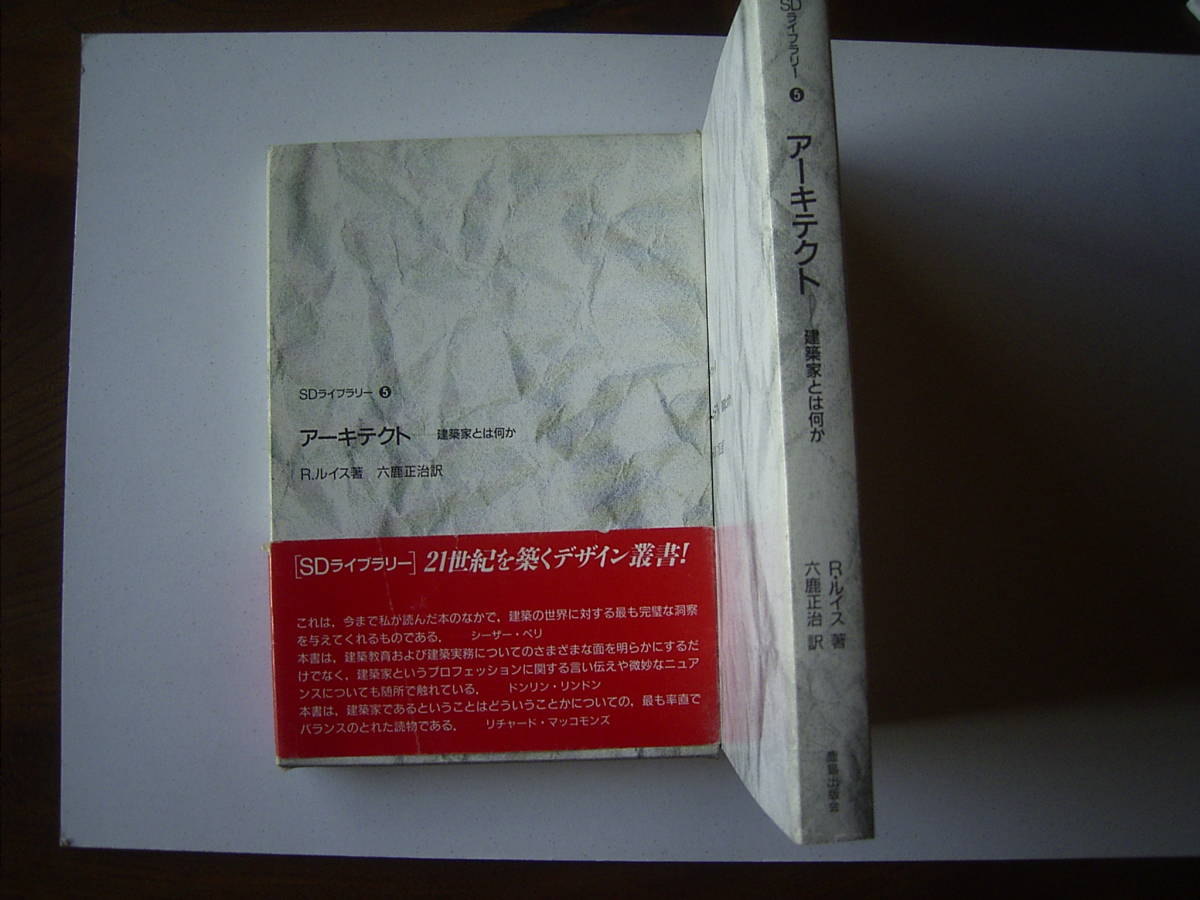 SDライブラリー ❺
アーキテクト──建築家とは何か
R.ルイス著 六鹿正治訳
[SDライブラリー] 21世紀を築くデザイン叢書!
これは，今まで私が読んだ本のなかで，建築の世界に対する最も完璧な洞察
を与えてくれるものである． シーザー・ペリ
本書は，建築教育および建築実務についてのさまざまな面を明らかにするだ
けでなく，建築家というプロフェッションに関する言い伝えや微妙なニュア
ンスについても随所で触れている． ドンリン・リンドン
本書は，建築家であるということはどういうことかについての，最も率直で
バランスのとれた読物である． リチャード・マッコモンズ
SDライブラリー ❺
アーキテクト──建築家とは何か
R・ルイス 著
六鹿正治 訳
鹿島出版会